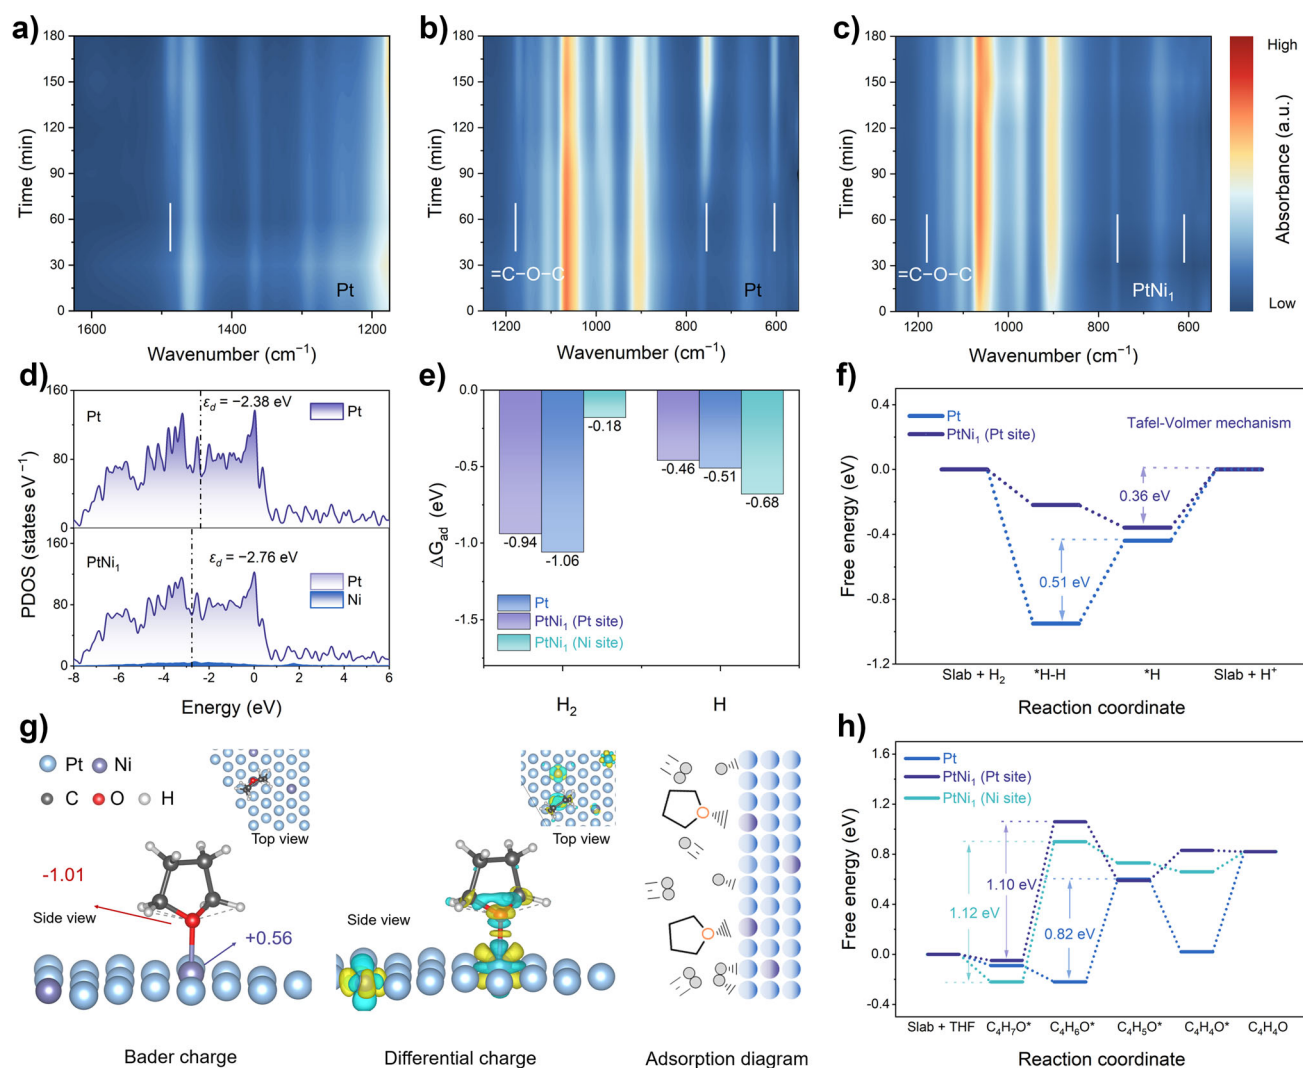 a)
180
150
120
90
60
30
0
Time (min)
Pt
1600
1400
1200
Wavenumber (cm⁻¹)
b)
180
150
120
90
60
30
0
Time (min)
=C−O−C
Pt
1200
1000
800
600
Wavenumber (cm⁻¹)
c)
180
150
120
90
60
30
0
Time (min)
=C−O−C
PtNi₁
1200
1000
800
600
Wavenumber (cm⁻¹)
High
Absorbance (a.u.)
Low
d)
160
80
0
160
80
0
PDOS (states eV⁻¹)
Pt
ε_d = −2.38 eV
Pt
PtNi₁
ε_d = −2.76 eV
Pt
Ni
-8
-6
-4
-2
0
2
4
6
8
Energy (eV)
e)
0.0
-0.5
-1.0
-1.5
ΔG_ad (eV)
-0.94
-1.06
-0.18
-0.46
-0.51
-0.68
Pt
PtNi₁ (Pt site)
PtNi₁ (Ni site)
H₂
H
f)
0.4
0.0
-0.4
-0.8
-1.2
Free energy (eV)
Pt
PtNi₁ (Pt site)
Tafel-Volmer mechanism
0.36 eV
0.51 eV
Slab + H₂
*H-H
*H
Slab + H⁺
Reaction coordinate
g)
Pt
Ni
C
O
H
Top view
-1.01
Side view
+0.56
Bader charge
Top view
Side view
Differential charge
O
O
Adsorption diagram
h)
1.6
1.2
0.8
0.4
0.0
-0.4
Free energy (eV)
Pt
PtNi₁ (Pt site)
PtNi₁ (Ni site)
1.10 eV
1.12 eV
0.82 eV
Slab + THF
C₄H₇O*
C₄H₆O*
C₄H₅O*
C₄H₄O*
C₄H₄O
Reaction coordinate